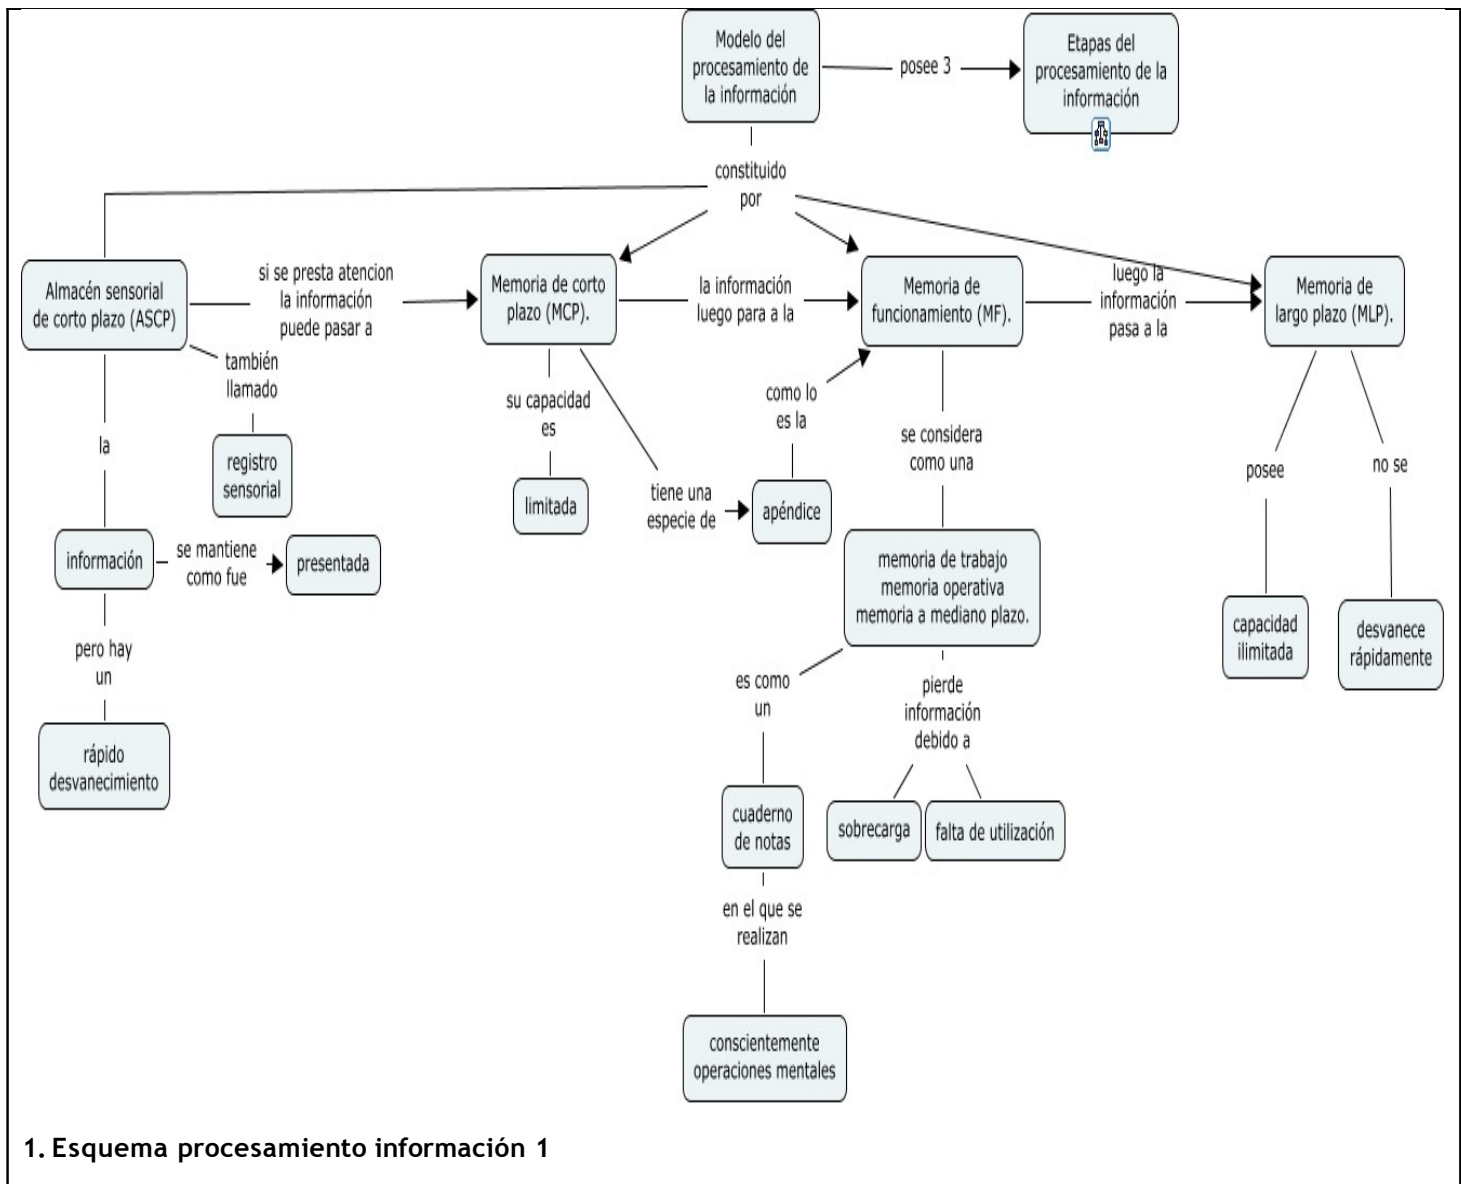 Modelo del
procesamiento de
la información
posee 3
Etapas del
procesamiento de la
información
constituido
por
Almacén sensorial
de corto plazo (ASCP)
si se presta atencion
la información
puede pasar a
Memoria de corto
plazo (MCP).
la información
luego para a la
Memoria de
funcionamiento (MF).
luego la
información
pasa a la
Memoria de
largo plazo (MLP).
también
llamado
registro
sensorial
la
información
se mantiene
como fue
presentada
pero hay
un
rápido
desvanecimiento
su capacidad
es
limitada
tiene una
especie de
apéndice
como lo
es la
se considera
como una
memoria de trabajo
memoria operativa
memoria a mediano plazo.
es como
un
cuaderno
de notas
en el que se
realizan
conscientemente
operaciones mentales
pierde
información
debido a
sobrecarga
falta de utilización
posee
capacidad
ilimitada
no se
desvanece
rápidamente
1. Esquema procesamiento información 1